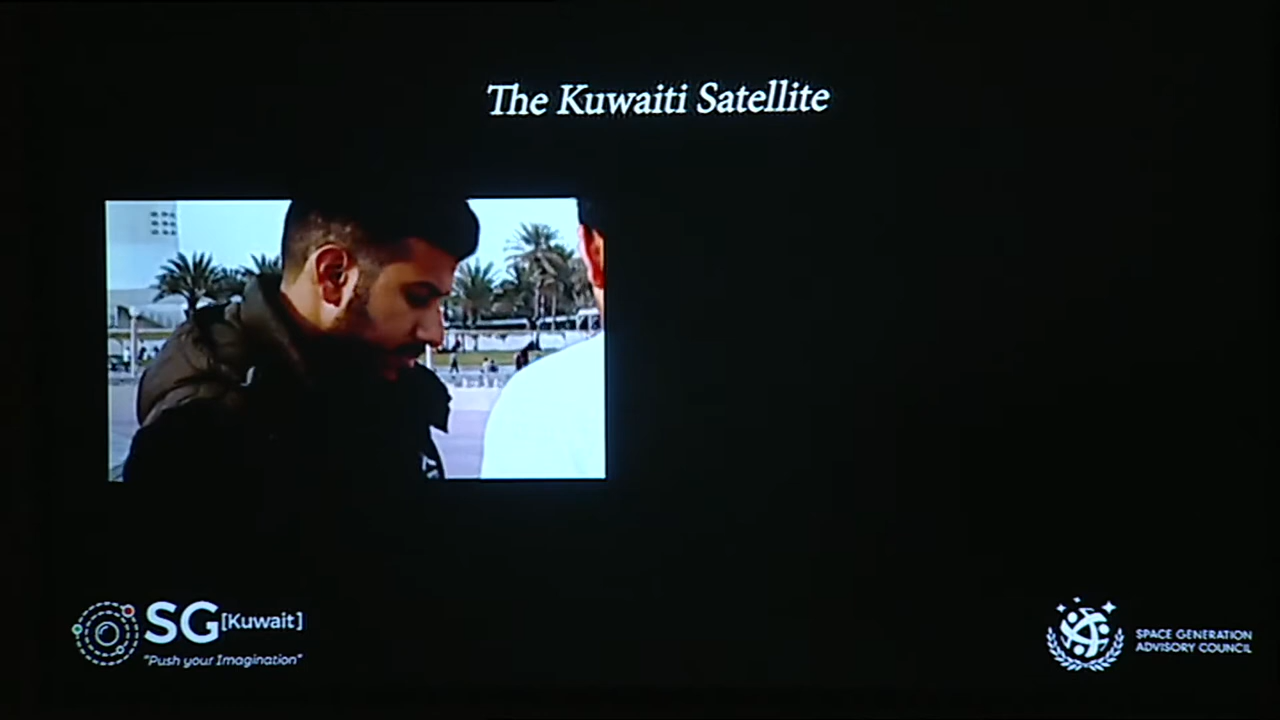 The Kuwaiti Satellite
SG[Kuwait]
"Push your Imagination"
SPACE GENERATION
ADVISORY COUNCIL